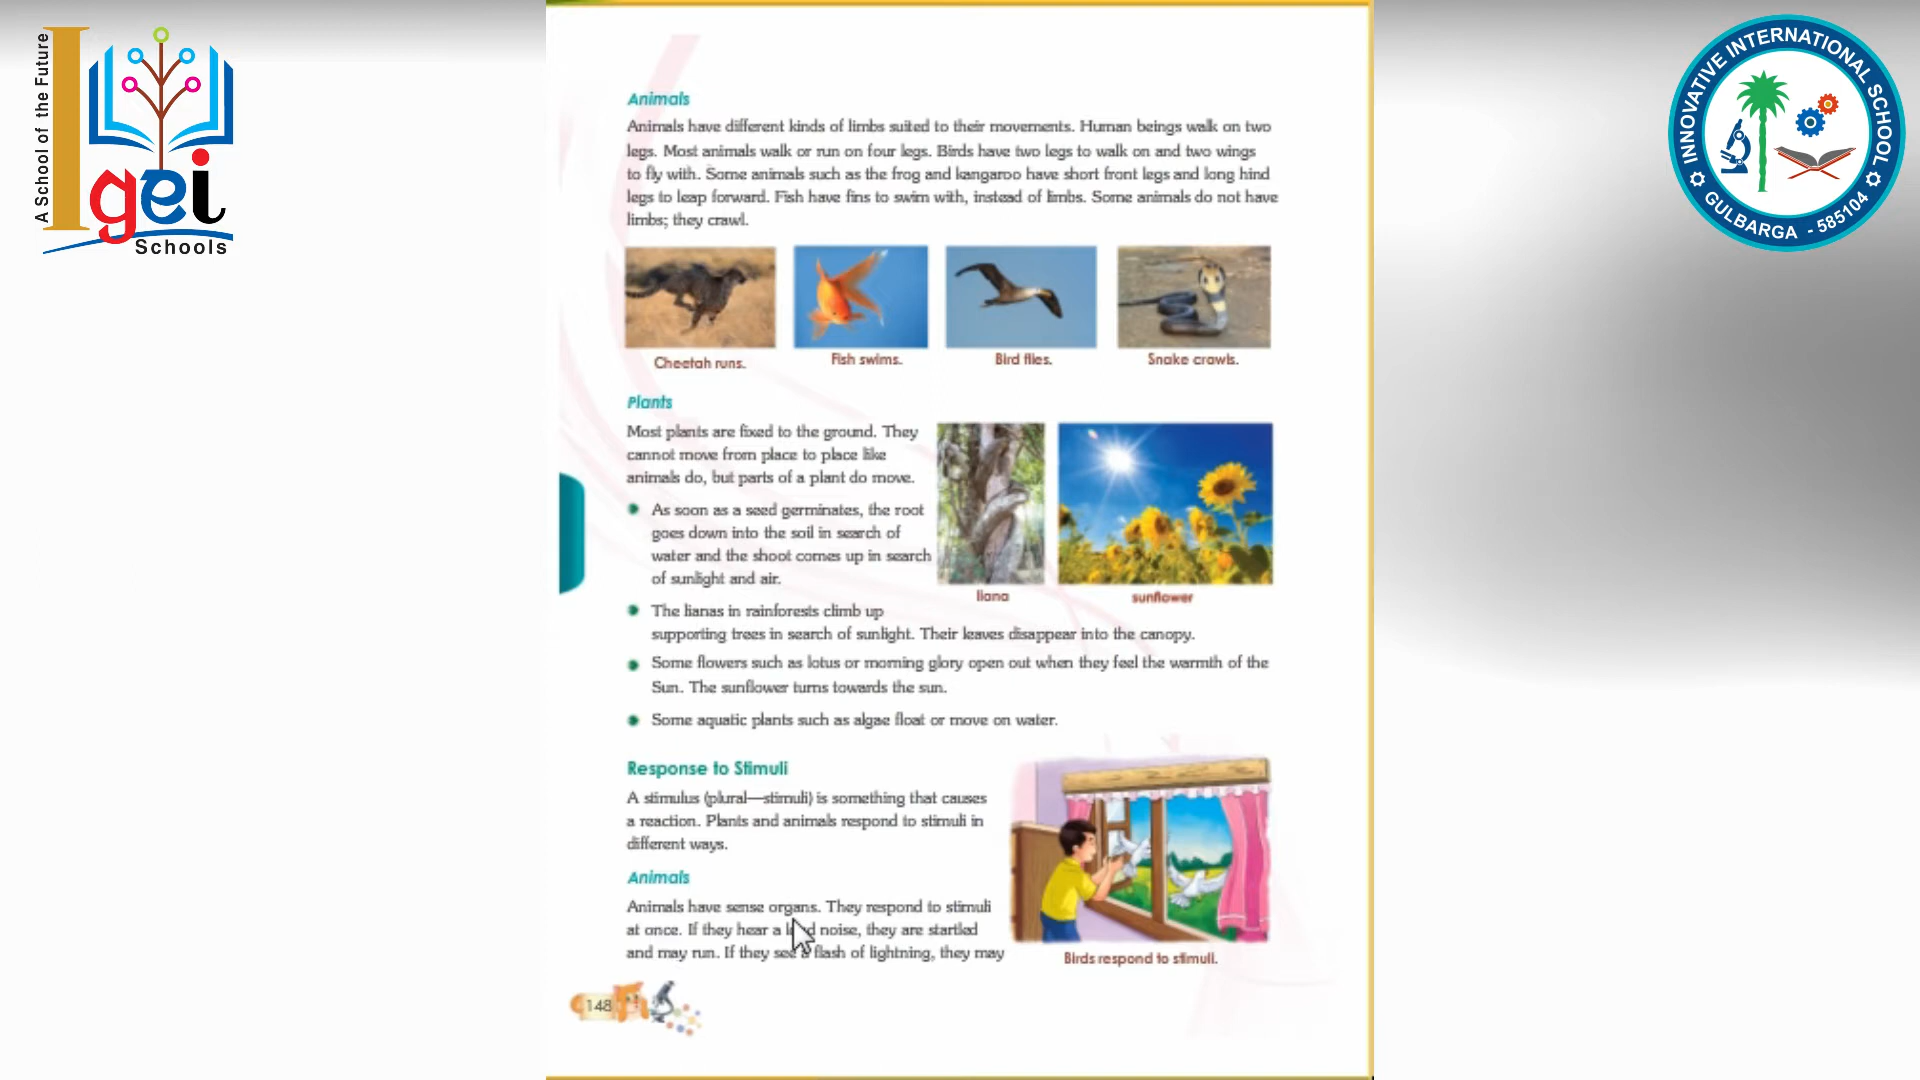 A School of the Future
Igei
Schools
INNOVATIVE INTERNATIONAL SCHOOL
GULBARGA - 585104
Animals
Animals have different kinds of limbs suited to their movements. Human beings walk on two
legs. Most animals walk or run on four legs. Birds have two legs to walk on and two wings
to fly with. Some animals such as the frog and kangaroo have short front legs and long hind
legs to leap forward. Fish have fins to swim with, instead of limbs. Some animals do not have
limbs; they crawl.
Cheetah runs.
Fish swims.
Bird flies.
Snake crawls.
Plants
Most plants are fixed to the ground. They
cannot move from place to place like
animals do, but parts of a plant do move.
As soon as a seed germinates, the root
goes down into the soil in search of
water and the shoot comes up in search
of sunlight and air.
liana
sunflower
The lianas in rainforests climb up
supporting trees in search of sunlight. Their leaves disappear into the canopy.
Some flowers such as lotus or morning glory open out when they feel the warmth of the
Sun. The sunflower turns towards the sun.
Some aquatic plants such as algae float or move on water.
Response to Stimuli
A stimulus (plural—stimuli) is something that causes
a reaction. Plants and animals respond to stimuli in
different ways.
Animals
Animals have sense organs. They respond to stimuli
at once. If they hear a loud noise, they are startled
and may run. If they see a flash of lightning, they may
Birds respond to stimuli.
148